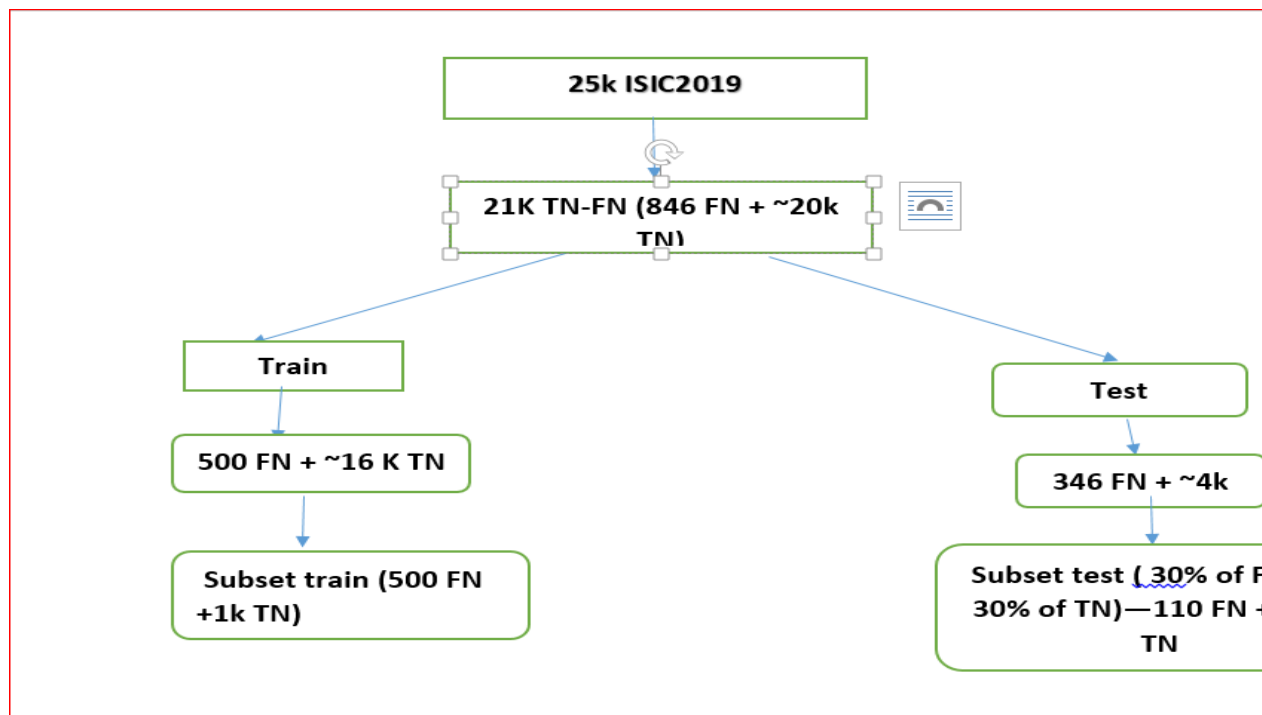 25k ISIC2019
21K TN-FN (846 FN + ~20k
TN)
Train
Test
500 FN + ~16 K TN
346 FN + ~4k
Subset train (500 FN
+1k TN)
Subset test ( 30% of
30% of TN)—110 FN +
TN